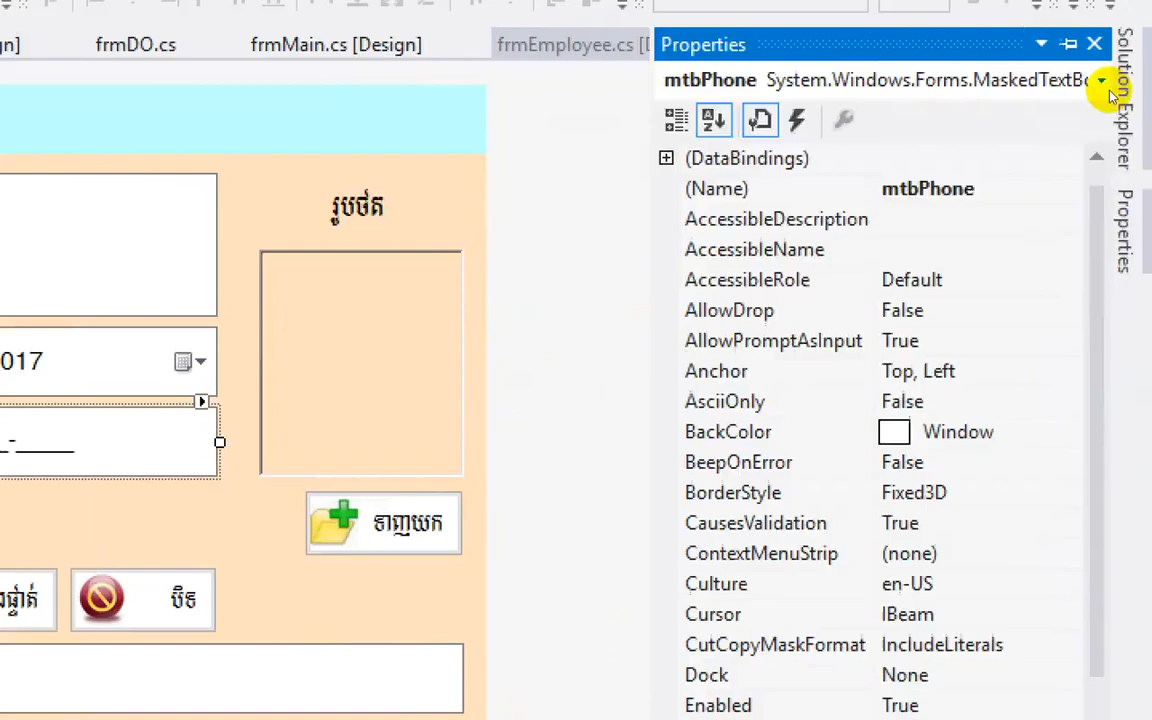 gn]
frmDO.cs
frmMain.cs [Design]
frmEmployee.cs [D
Properties
mtbPhone System.Windows.Forms.MaskedTextBo
(DataBindings)
(Name) mtbPhone
AccessibleDescription
AccessibleName
AccessibleRole Default
AllowDrop False
AllowPromptAsInput True
Anchor Top, Left
AsciiOnly False
BackColor Window
BeepOnError False
BorderStyle Fixed3D
CausesValidation True
ContextMenuStrip (none)
Culture en-US
Cursor IBeam
CutCopyMaskFormat IncludeLiterals
Dock None
Enabled True
Solution Explorer
Properties
រូបថត
017
_-____
ទាញយក
បិទ